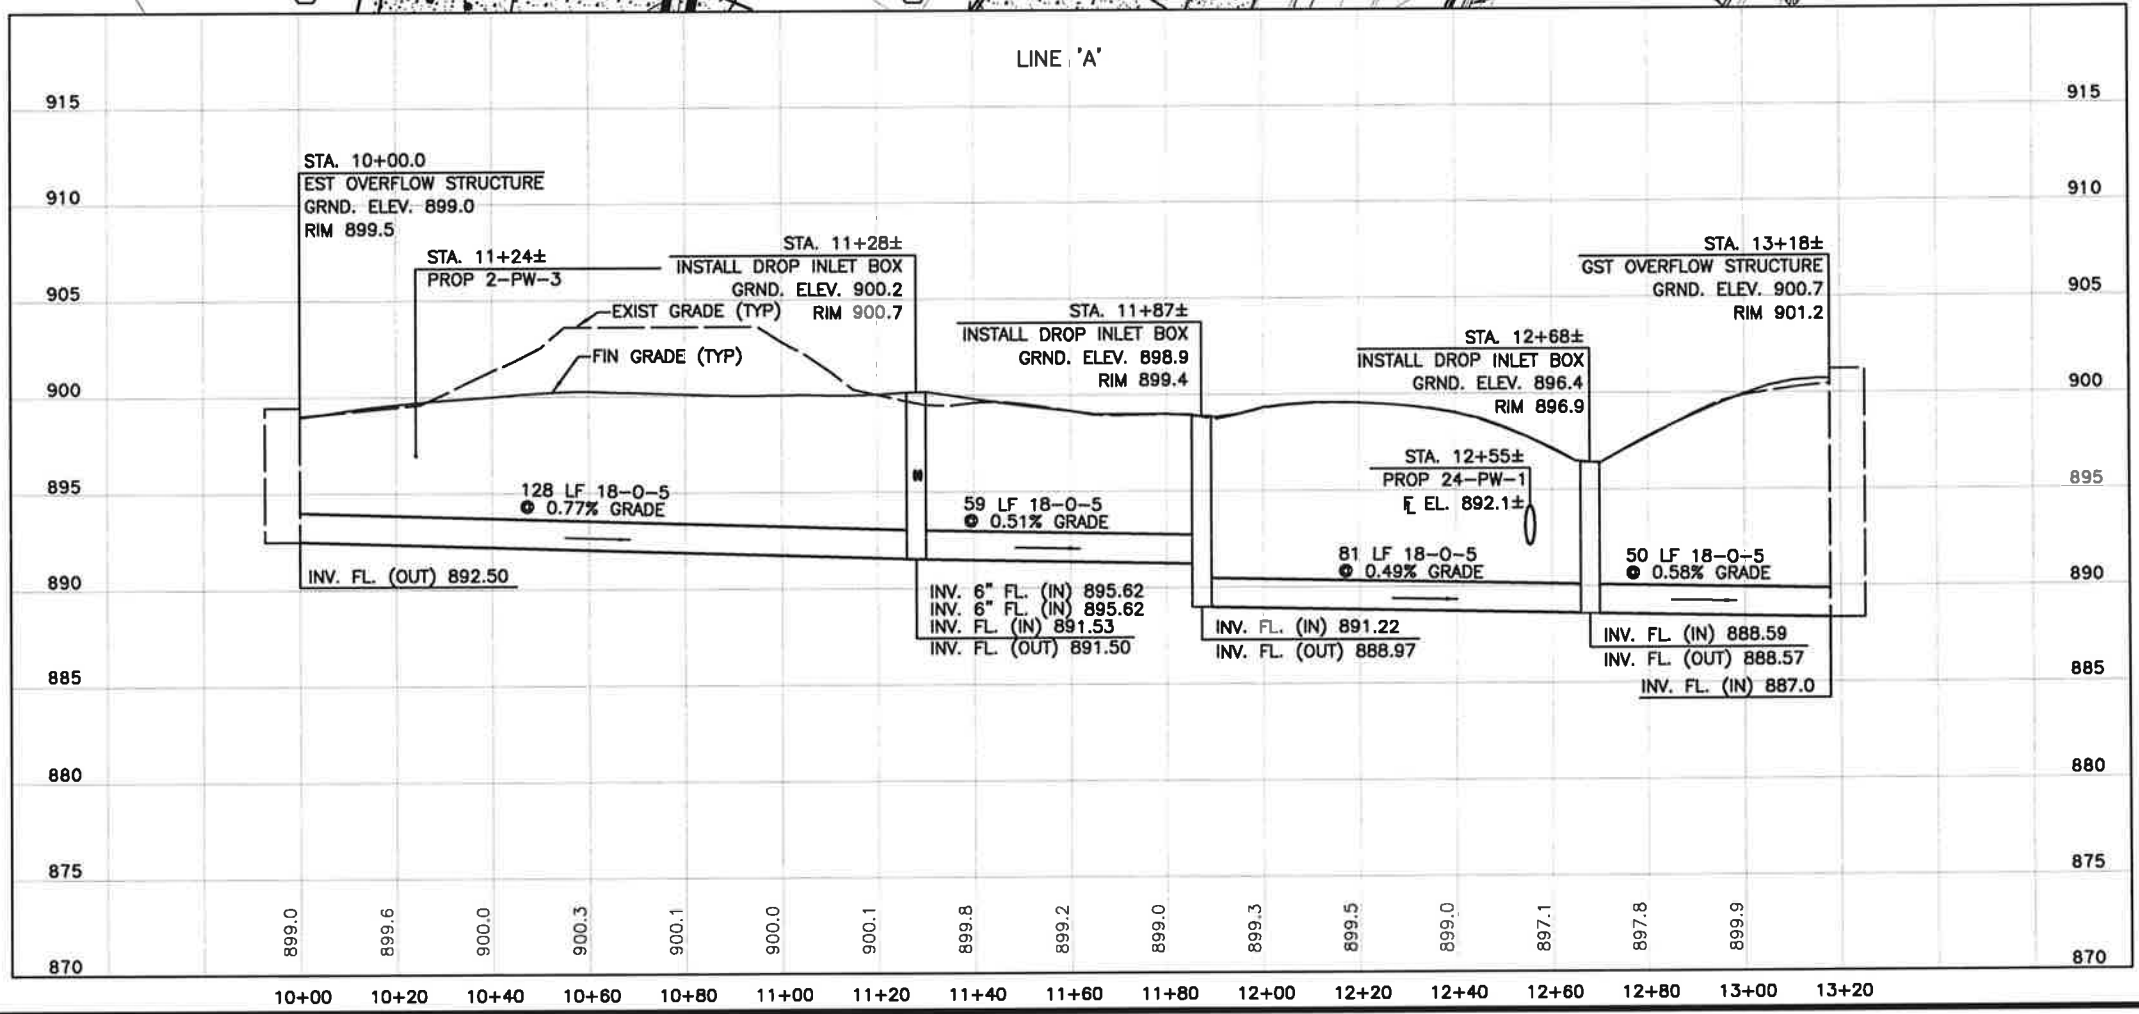 LINE 'A'
915
915
910
910
905
905
900
900
895
895
890
890
885
885
880
880
875
875
870
870
STA. 10+00.0
EST OVERFLOW STRUCTURE
GRND. ELEV. 899.0
RIM 899.5
STA. 11+24±
PROP 2-PW-3
STA. 11+28±
INSTALL DROP INLET BOX
GRND. ELEV. 900.2
RIM 900.7
EXIST GRADE (TYP)
FIN GRADE (TYP)
STA. 11+87±
INSTALL DROP INLET BOX
GRND. ELEV. 898.9
RIM 899.4
STA. 12+68±
INSTALL DROP INLET BOX
GRND. ELEV. 896.4
RIM 896.9
STA. 13+18±
GST OVERFLOW STRUCTURE
GRND. ELEV. 900.7
RIM 901.2
STA. 12+55±
PROP 24-PW-1
EL. 892.1±
128 LF 18-0-5
@ 0.77% GRADE
59 LF 18-0-5
@ 0.51% GRADE
81 LF 18-0-5
@ 0.49% GRADE
50 LF 18-0-5
@ 0.58% GRADE
INV. FL. (OUT) 892.50
INV. 6" FL. (IN) 895.62
INV. 6" FL. (IN) 895.62
INV. FL. (IN) 891.53
INV. FL. (OUT) 891.50
INV. FL. (IN) 891.22
INV. FL. (OUT) 888.97
INV. FL. (IN) 888.59
INV. FL. (OUT) 888.57
INV. FL. (IN) 887.0
899.0
899.6
900.0
900.3
900.1
900.0
900.1
899.8
899.2
899.0
899.3
899.5
899.0
897.1
897.8
899.9
10+00
10+20
10+40
10+60
10+80
11+00
11+20
11+40
11+60
11+80
12+00
12+20
12+40
12+60
12+80
13+00
13+20